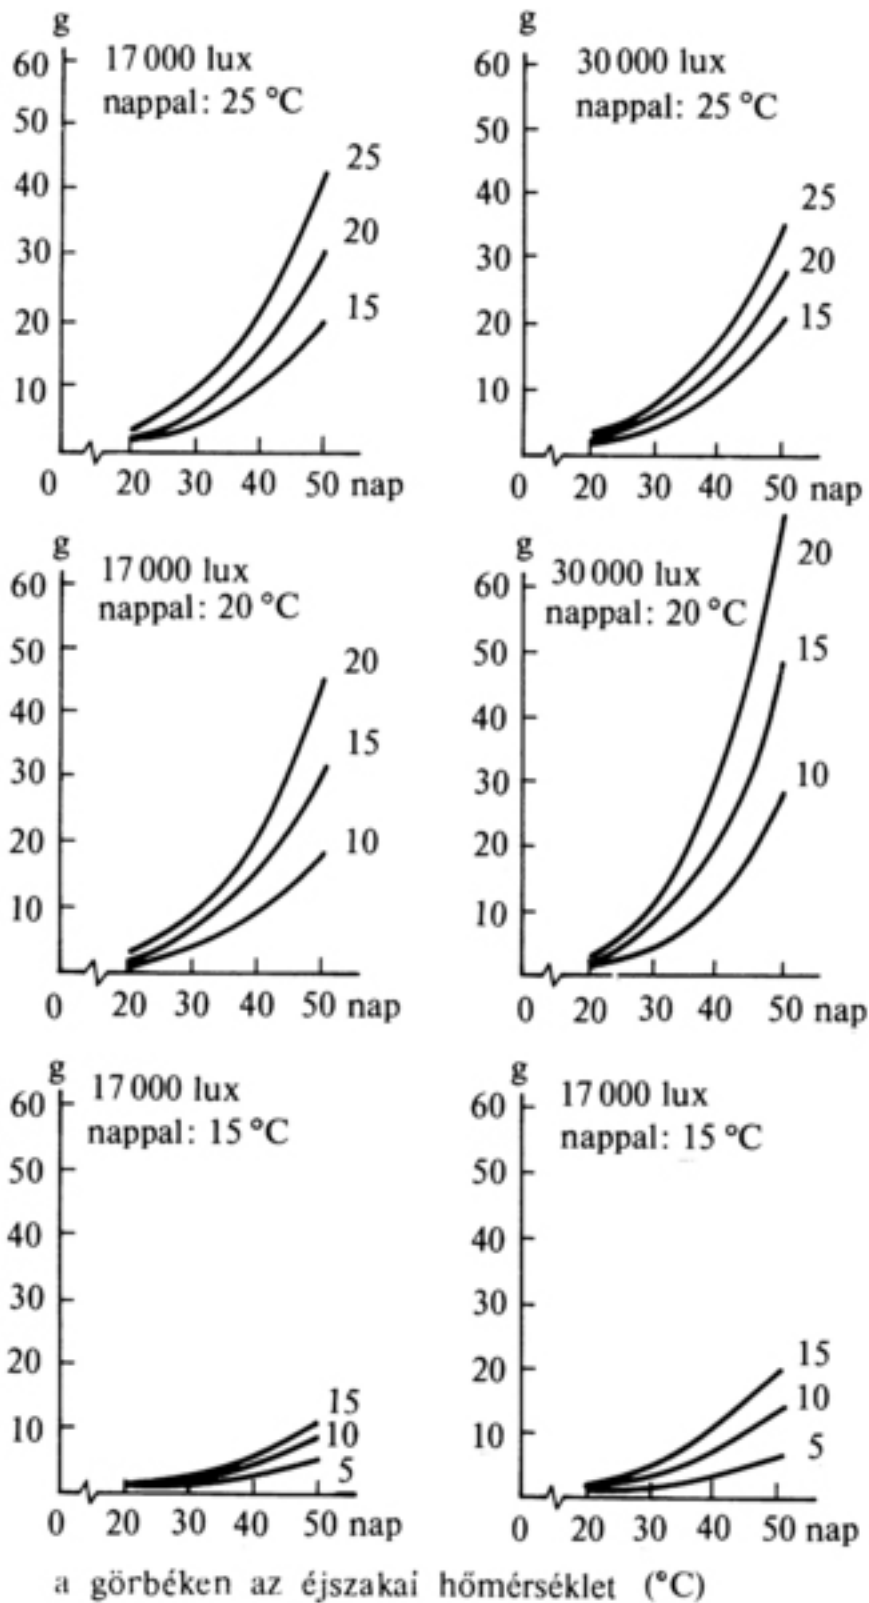 g
17 000 lux
nappal: 25 °C
60
50
40
30
20
10
25
20
15
0 20 30 40 50 nap
g
30 000 lux
nappal: 25 °C
60
50
40
30
20
10
25
20
15
0 20 30 40 50 nap
g
17 000 lux
nappal: 20 °C
60
50
40
30
20
10
20
15
10
0 20 30 40 50 nap
g
30 000 lux
nappal: 20 °C
60
50
40
30
20
10
20
15
10
0 20 30 40 50 nap
g
17 000 lux
nappal: 15 °C
60
50
40
30
20
10
15
10
5
0 20 30 40 50 nap
g
17 000 lux
nappal: 15 °C
60
50
40
30
20
10
15
10
5
0 20 30 40 50 nap
a görbéken az éjszakai hőmérséklet (°C)